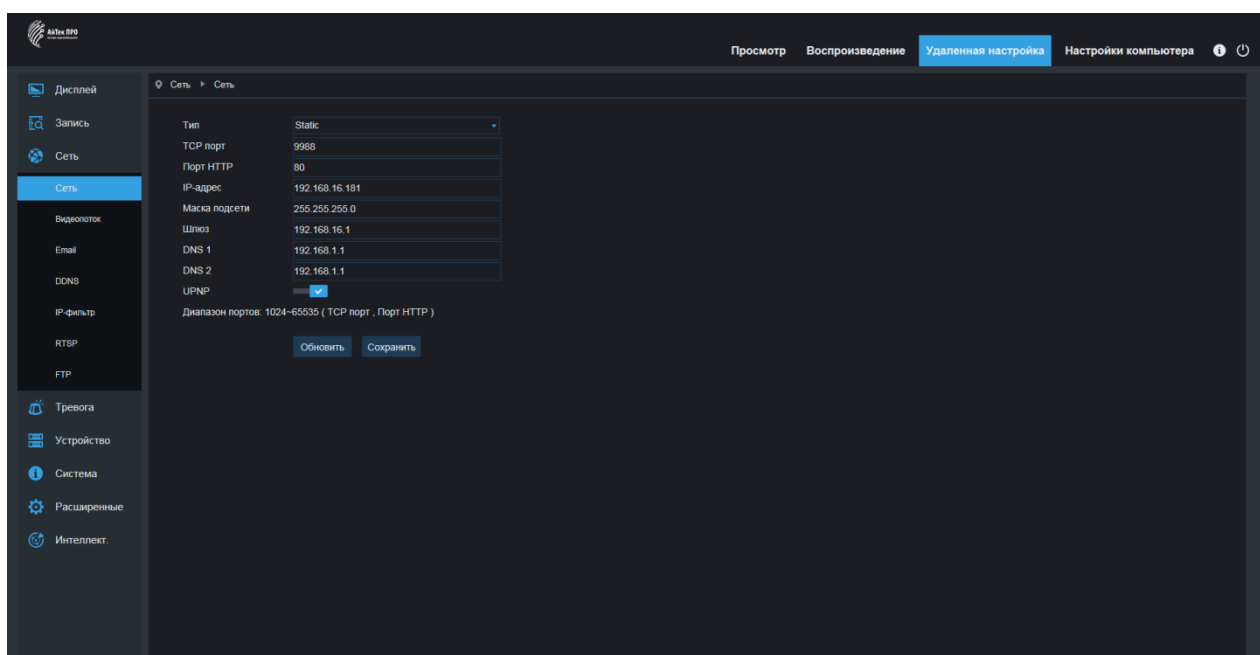 АйТек ПРО
Просмотр Воспроизведение Удаленная настройка Настройки компьютера
Дисплей
Запись
Сеть
Сеть
Видеопоток
Email
DDNS
IP-фильтр
RTSP
FTP
Тревога
Устройство
Система
Расширенные
Интеллект.
Сеть Сеть
Тип Static
TCP порт 9988
Порт HTTP 80
IP-адрес 192.168.16.181
Маска подсети 255.255.255.0
Шлюз 192.168.16.1
DNS 1 192.168.1.1
DNS 2 192.168.1.1
UPNP
Диапазон портов: 1024~65535 ( TCP порт , Порт HTTP )
Обновить Сохранить